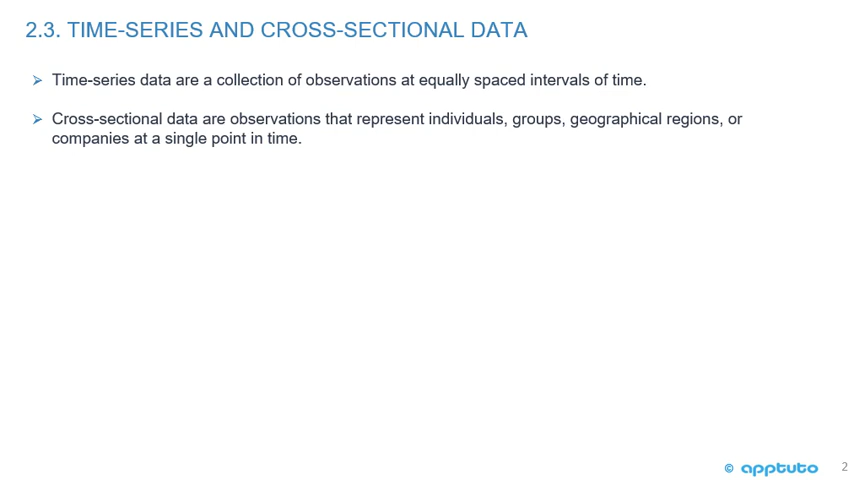 2.3. TIME-SERIES AND CROSS-SECTIONAL DATA
➢ Time-series data are a collection of observations at equally spaced intervals of time.
➢ Cross-sectional data are observations that represent individuals, groups, geographical regions, or
companies at a single point in time.
© apptuto 2